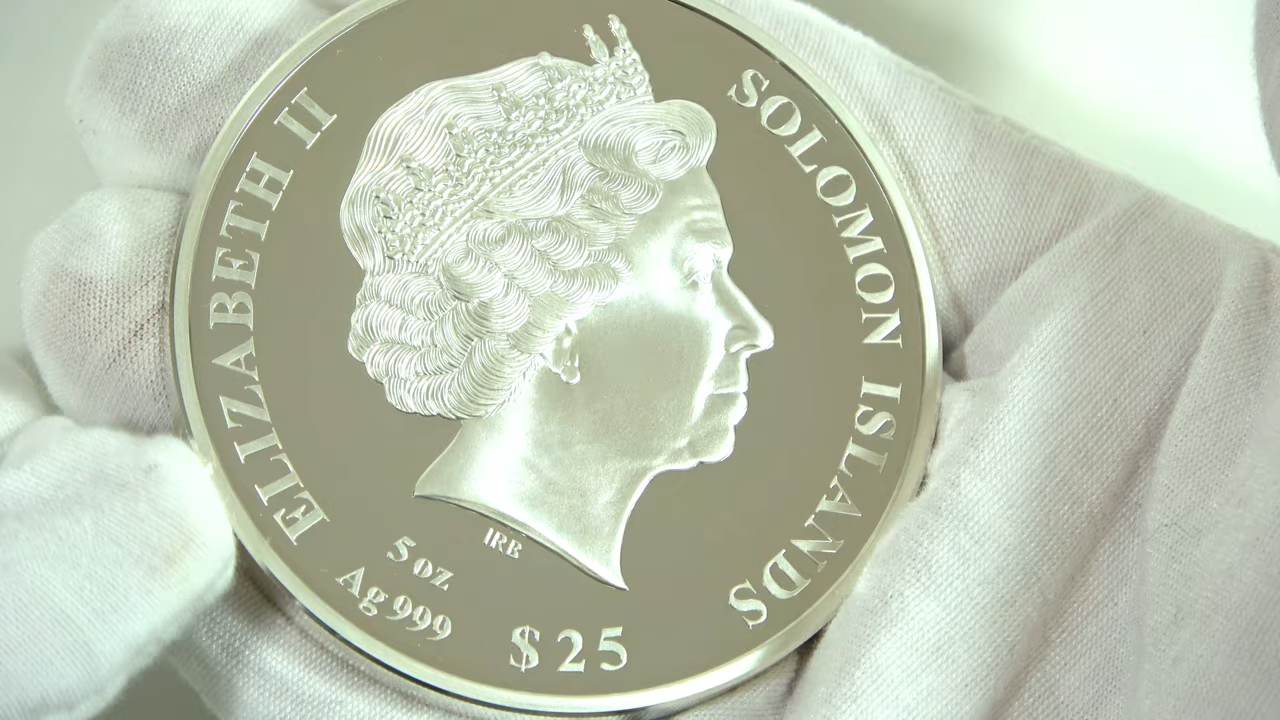 ELIZABETH II
SOLOMON ISLANDS
IRB
5 oz
Ag 999
$25